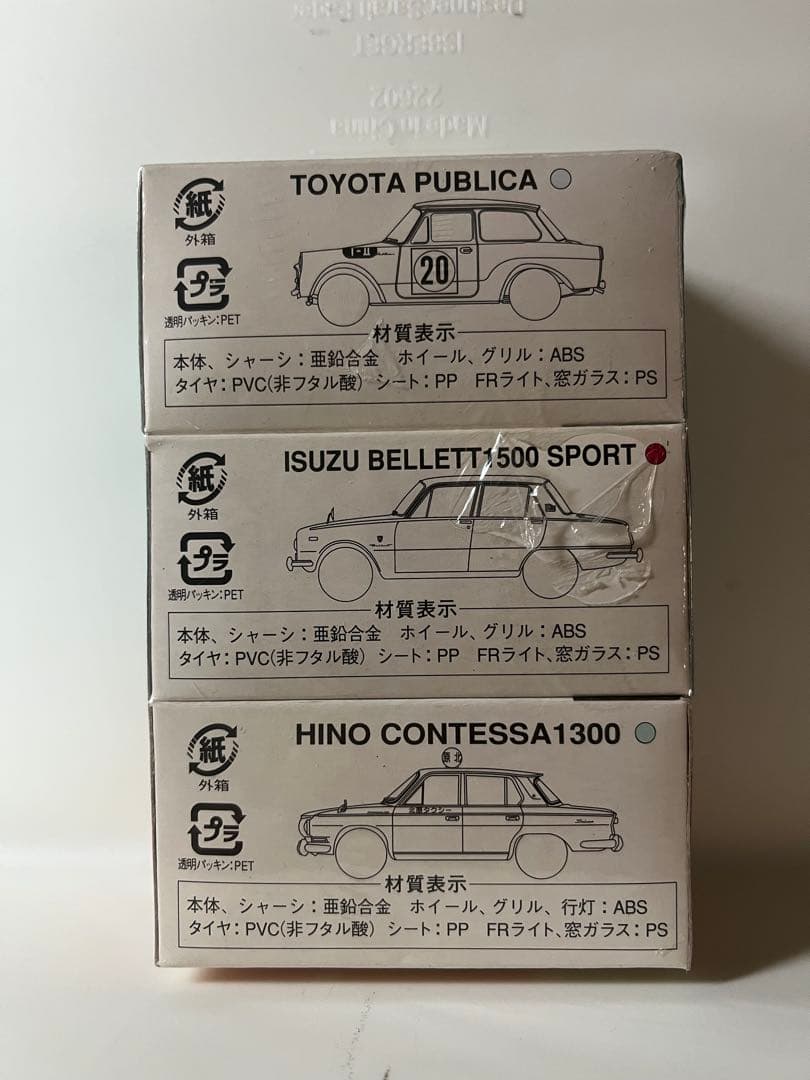 Designer:Sarah Fager
ISBERGET
22602
Made in China
TOYOTA PUBLICA
紙
外箱
プラ
透明パッキン:PET
20
材質表示
本体、シャーシ:亜鉛合金 ホイール、グリル:ABS
タイヤ:PVC(非フタル酸) シート:PP FRライト、窓ガラス:PS
ISUZU BELLETT1500 SPORT
紙
外箱
プラ
透明パッキン:PET
材質表示
本体、シャーシ:亜鉛合金 ホイール、グリル:ABS
タイヤ:PVC(非フタル酸) シート:PP FRライト、窓ガラス:PS
HINO CONTESSA1300
紙
外箱
プラ
透明パッキン:PET
材質表示
本体、シャーシ:亜鉛合金 ホイール、グリル、行灯:ABS
タイヤ:PVC(非フタル酸) シート:PP FRライト、窓ガラス:PS